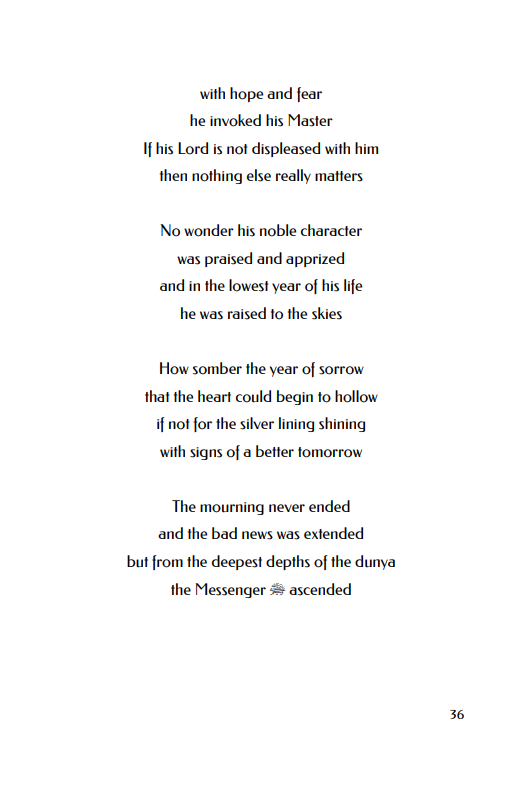 with hope and fear
he invoked his Master
If his Lord is not displeased with him
then nothing else really matters
No wonder his noble character
was praised and apprized
and in the lowest year of his life
he was raised to the skies
How somber the year of sorrow
that the heart could begin to hollow
if not for the silver lining shining
with signs of a better tomorrow
The mourning never ended
and the bad news was extended
but from the deepest depths of the dunya
the Messenger ﷺ ascended
36